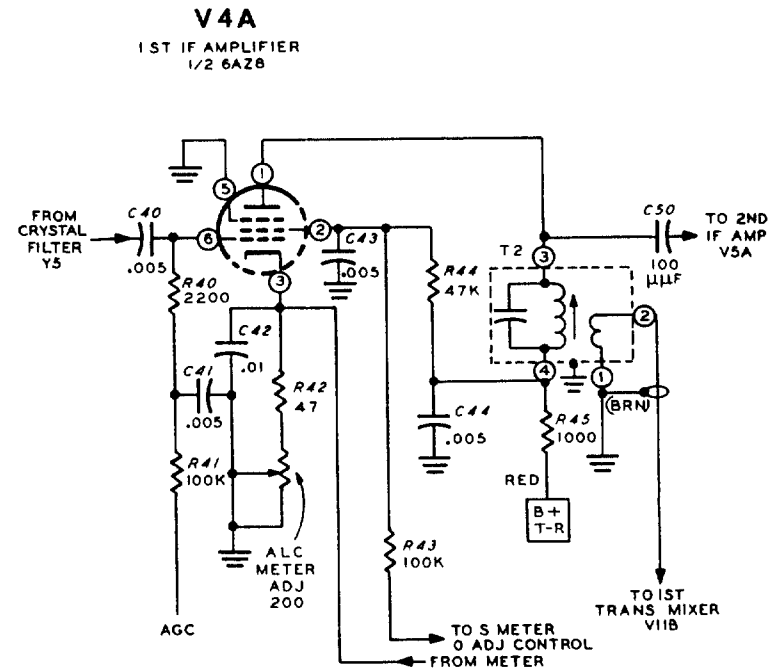 V4A
1ST IF AMPLIFIER
1/2 6AZ8
1
5
FROM
CRYSTAL
FILTER
Y5
C40
.005
6
2
C43
.005
3
R40
2200
C42
.01
C41
.005
R42
47
R41
100K
ALC
METER
ADJ
200
AGC
R44
47K
C44
.005
R43
100K
TO S METER
0 ADJ CONTROL
FROM METER
T2
3
C50
100
µµF
TO 2ND
IF AMP
V5A
2
4
1
(BRN)
R45
1000
RED
B+
T-R
TO 1ST
TRANS MIXER
V11B